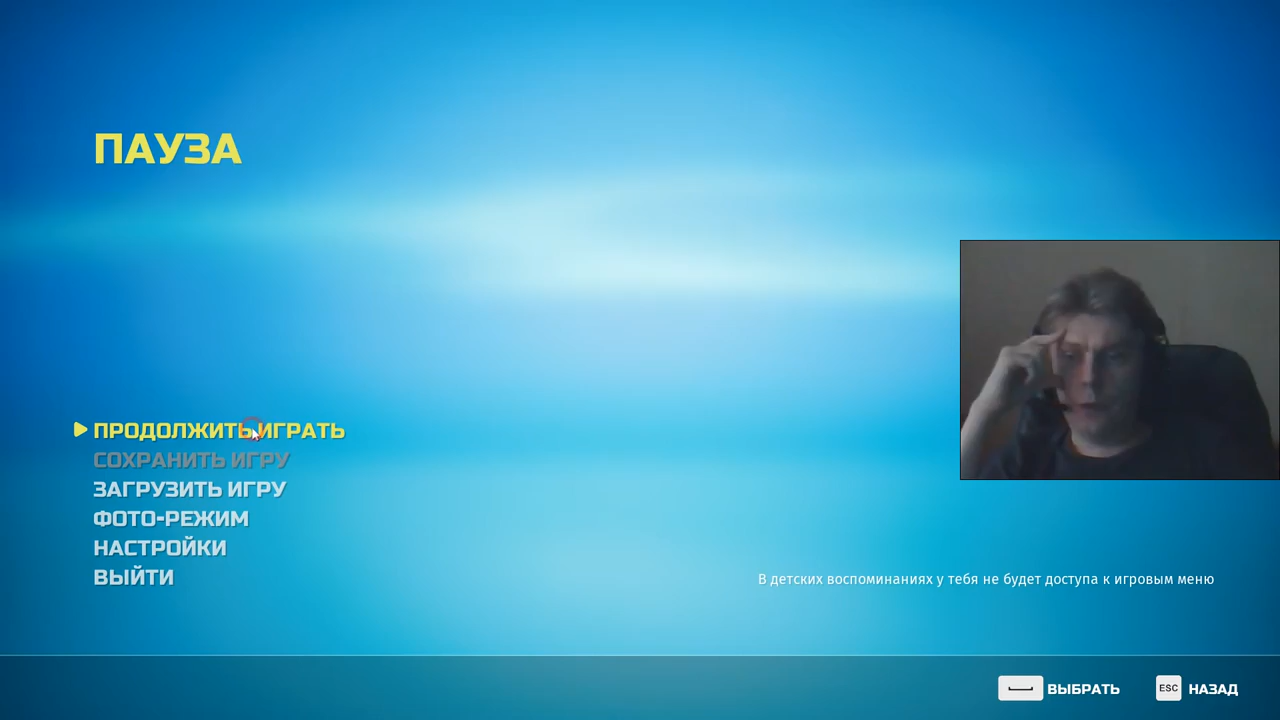 ПАУЗА
ПРОДОЛЖИТЬ ИГРАТЬ
СОХРАНИТЬ ИГРУ
ЗАГРУЗИТЬ ИГРУ
ФОТО-РЕЖИМ
НАСТРОЙКИ
ВЫЙТИ
В детских воспоминаниях у тебя не будет доступа к игровым меню
ВЫБРАТЬ ESC НАЗАД